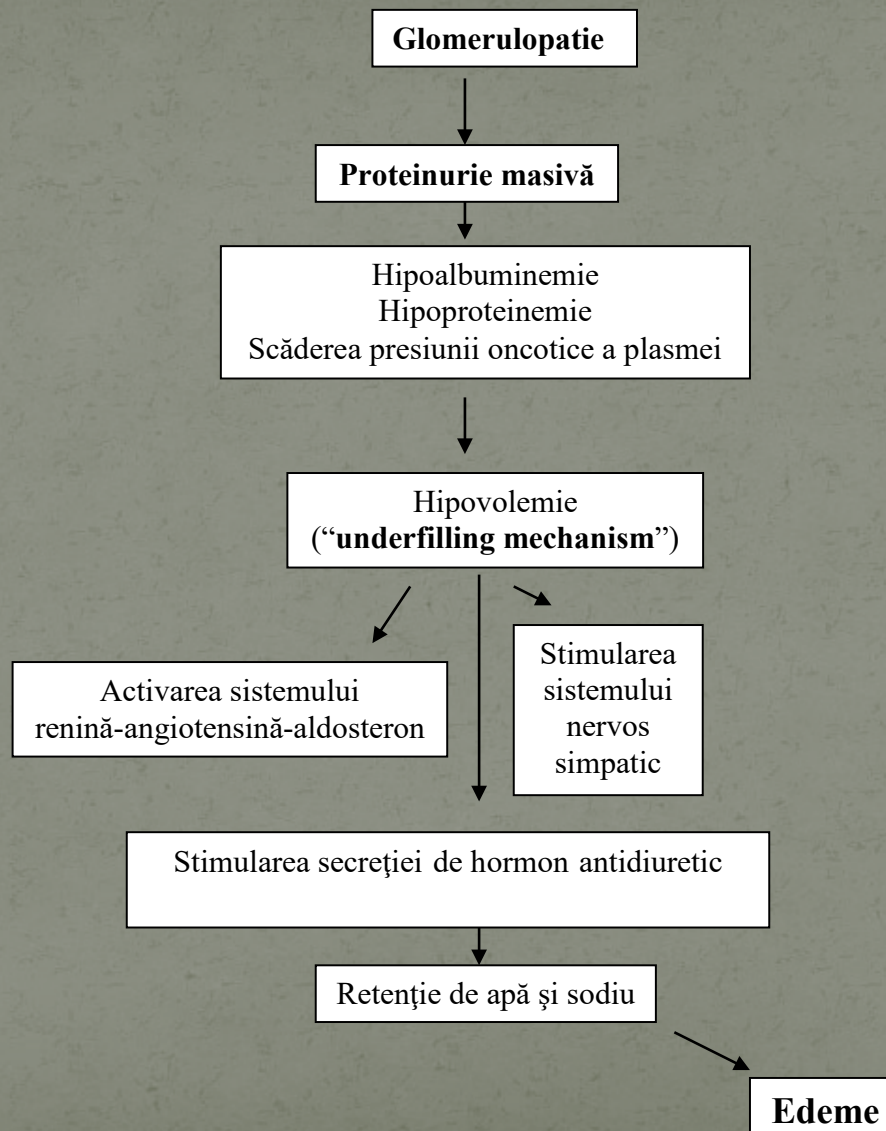 Glomerulopatie
Proteinurie masivă
Hipoalbuminemie
Hipoproteinemie
Scăderea presiunii oncotice a plasmei
Hipovolemie
(“underfilling mechanism”)
Activarea sistemului
renină-angiotensină-aldosteron
Stimularea
sistemului
nervos
simpatic
Stimularea secreţiei de hormon antidiuretic
Retenţie de apă şi sodiu
Edeme